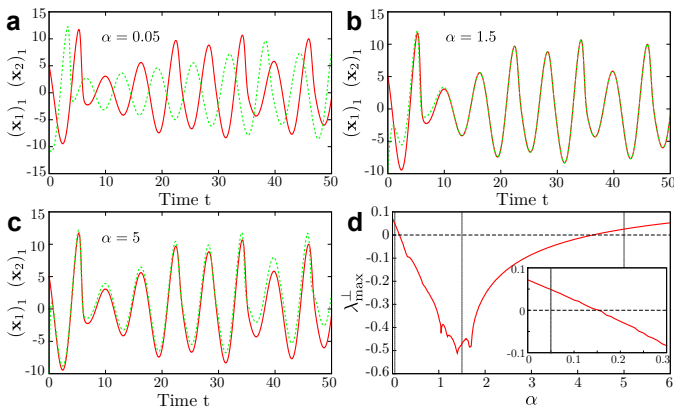 a
α = 0.05
(x₁)₁ (x₂)₁
15
10
5
0
-5
-10
-15
0 10 20 30 40 50
Time t
b
α = 1.5
(x₁)₁ (x₂)₁
15
10
5
0
-5
-10
0 10 20 30 40 50
Time t
c
α = 5
(x₁)₁ (x₂)₁
15
10
5
0
-5
-10
0 10 20 30 40 50
Time t
d
λ⊥max
0.1
0
-0.1
-0.2
-0.3
-0.4
-0.5
-0.6
0 1 2 3 4 5 6
α
0.1
0
-0.1
0.0 0.1 0.2 0.3